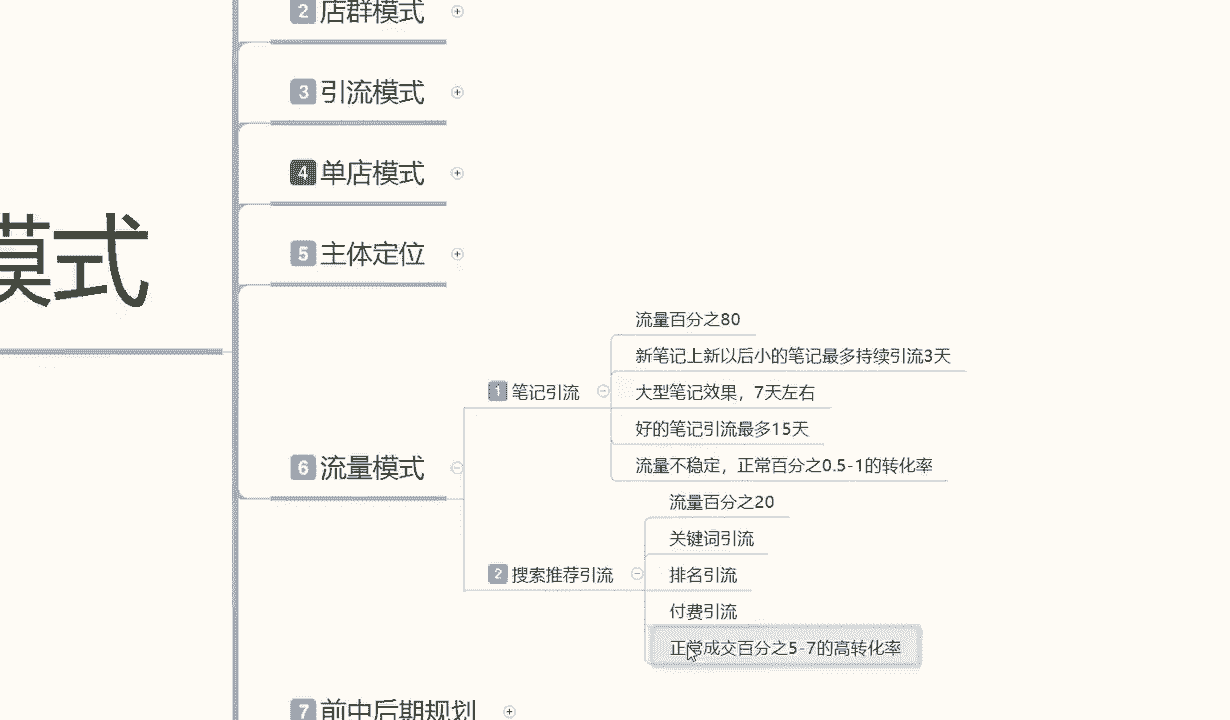 2 店群模式
3 引流模式
4 单店模式
模式
5 主体定位
流量百分之80
新笔记上新以后小的笔记最多持续引流3天
1 笔记引流
大型笔记效果，7天左右
好的笔记引流最多15天
6 流量模式
流量不稳定，正常百分之0.5-1的转化率
流量百分之20
关键词引流
2 搜索推荐引流
排名引流
付费引流
正常成交百分之5-7的高转化率
7 前中后期规划